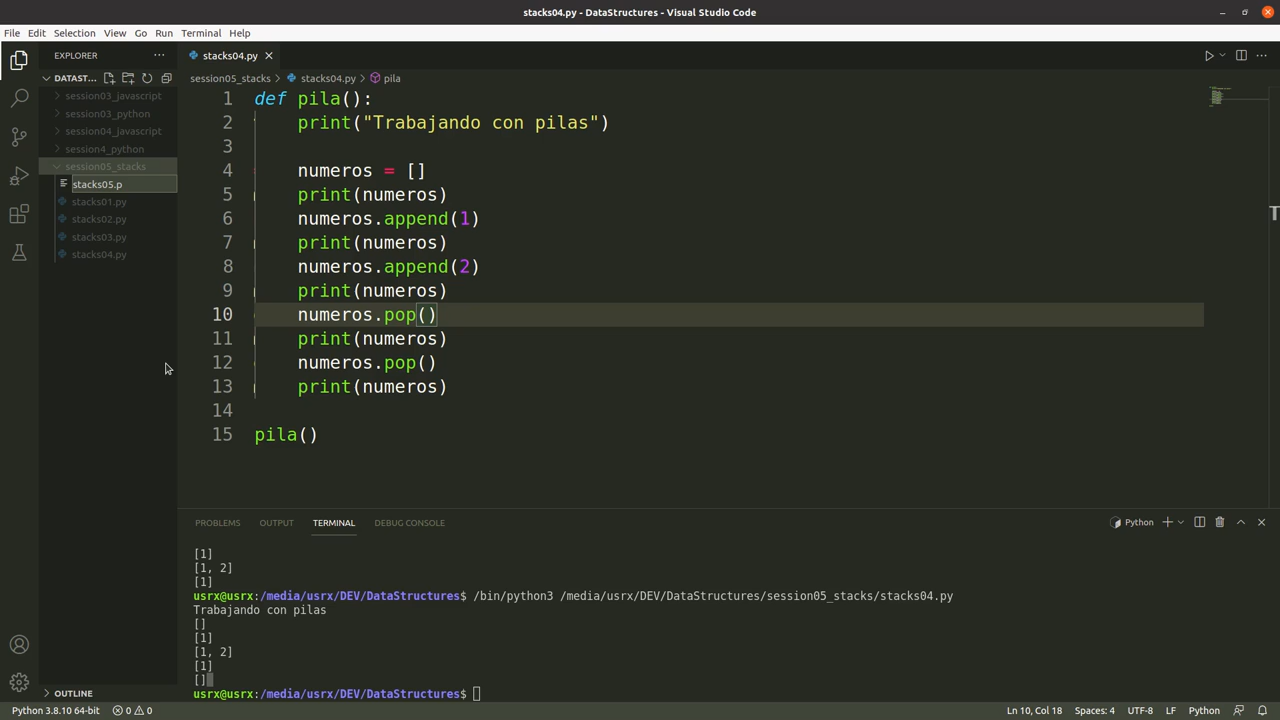 stacks04.py - DataStructures - Visual Studio Code
File Edit Selection View Go Run Terminal Help
EXPLORER
DATAST...
session03_javascript
session03_python
session04_javascript
session4_python
session05_stacks
stacks05.p
stacks01.py
stacks02.py
stacks03.py
stacks04.py
OUTLINE
stacks04.py
session05_stacks > stacks04.py > pila
1 def pila():
2 print("Trabajando con pilas")
3
4 numeros = []
5 print(numeros)
6 numeros.append(1)
7 print(numeros)
8 numeros.append(2)
9 print(numeros)
10 numeros.pop()
11 print(numeros)
12 numeros.pop()
13 print(numeros)
14
15 pila()
PROBLEMS OUTPUT TERMINAL DEBUG CONSOLE
Python
[1]
[1, 2]
[1]
usrx@usrx:/media/usrx/DEV/DataStructures$ /bin/python3 /media/usrx/DEV/DataStructures/session05_stacks/stacks04.py
Trabajando con pilas
[]
[1]
[1, 2]
[1]
[]
usrx@usrx:/media/usrx/DEV/DataStructures$
Python 3.8.10 64-bit 0 0 Ln 10, Col 18 Spaces: 4 UTF-8 LF Python